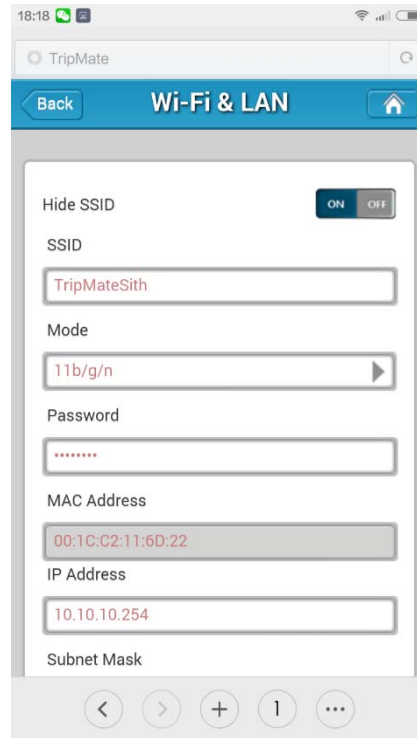 18:18
TripMate
Back Wi-Fi & LAN
Hide SSID ON OFF
SSID
TripMateSith
Mode
11b/g/n
Password
••••••••
MAC Address
00:1C:C2:11:6D:22
IP Address
10.10.10.254
Subnet Mask
1